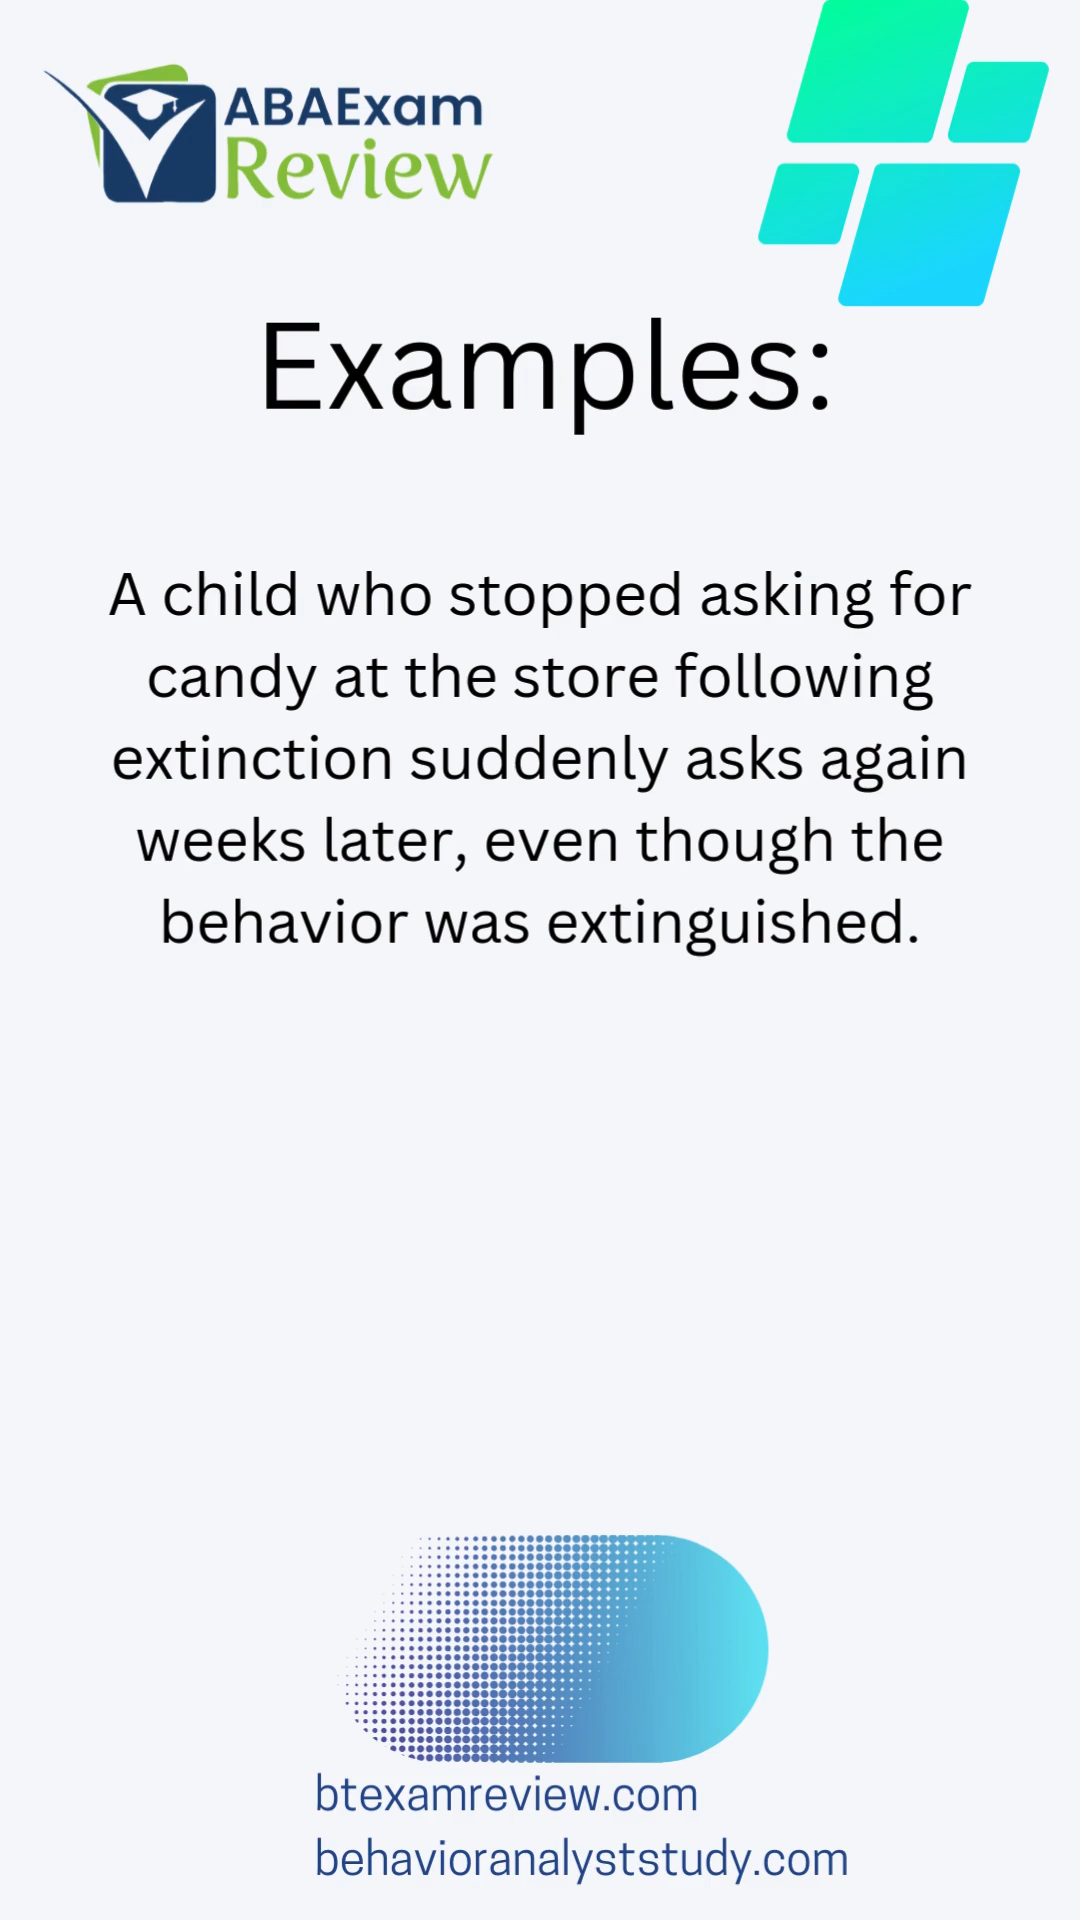 ABAExam
Review
Examples:
A child who stopped asking for
candy at the store following
extinction suddenly asks again
weeks later, even though the
behavior was extinguished.
btexamreview.com
behavioranalyststudy.com